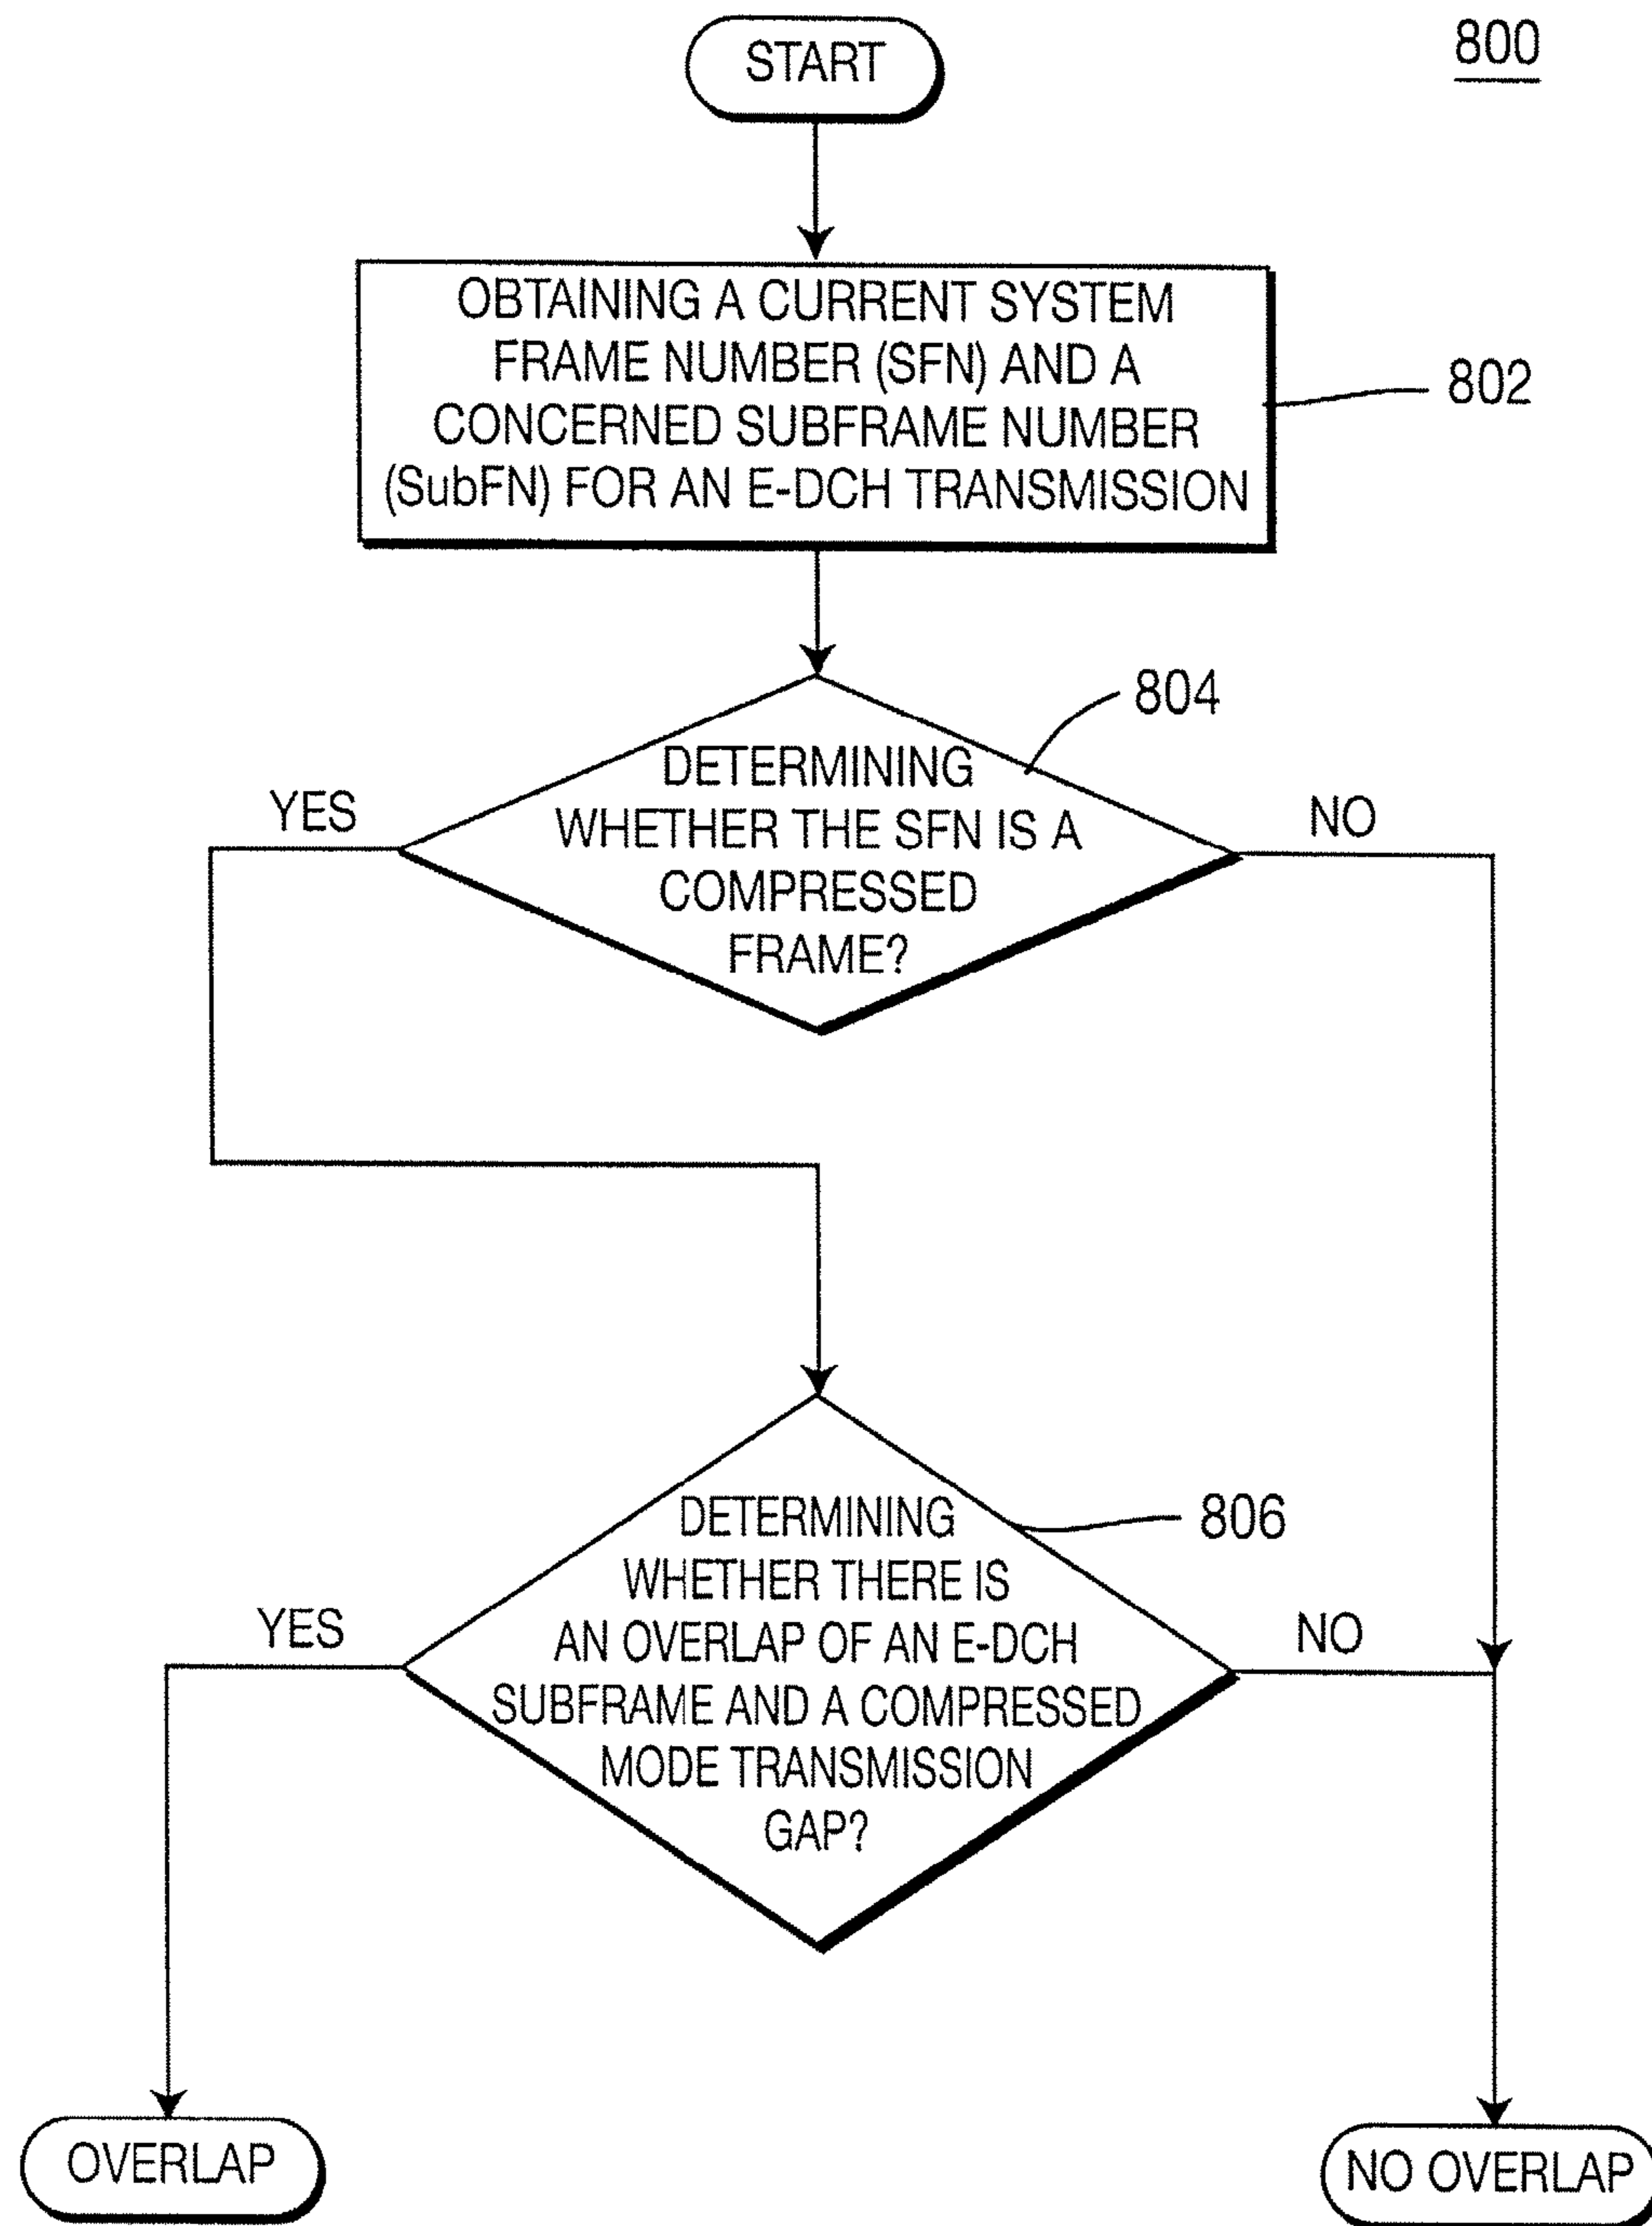 START
800
OBTAINING A CURRENT SYSTEM
FRAME NUMBER (SFN) AND A
CONCERNED SUBFRAME NUMBER
(SubFN) FOR AN E-DCH TRANSMISSION
802
804
DETERMINING
WHETHER THE SFN IS A
COMPRESSED
FRAME?
YES
NO
806
DETERMINING
WHETHER THERE IS
AN OVERLAP OF AN E-DCH
SUBFRAME AND A COMPRESSED
MODE TRANSMISSION
GAP?
YES
NO
OVERLAP
NO OVERLAP